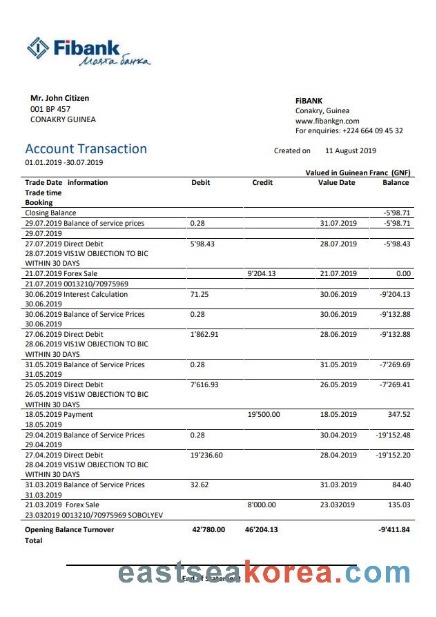 Fibank
Моята банка
Mr. John Citizen
001 BP 457
CONAKRY GUINEA
FiBANK
Conakry, Guinea
www.fibankgn.com
For enquiries: +224 664 09 45 32
Account Transaction
Created on 11 August 2019
01.01.2019 -30.07.2019
Valued in Guinean Franc (GNF)
Trade Date information Debit Credit Value Date Balance
Trade time
Booking
Closing Balance -5'98.71
29.07.2019 Balance of service prices 0.28 31.07.2019 -5'98.71
29.07.2019
27.07.2019 Direct Debit 5'98.43 28.07.2019 -5'98.43
28.07.2019 VIS1W OBJECTION TO BIC
WITHIN 30 DAYS
21.07.2019 Forex Sale 9'204.13 21.07.2019 0.00
21.07.2019 0013210/70975969
30.06.2019 Interest Calculation 71.25 30.06.2019 -9'204.13
30.06.2019
30.06.2019 Balance of Service Prices 0.28 30.06.2019 -9'132.88
30.06.2019
27.06.2019 Direct Debit 1'862.91 28.06.2019 -9'132.88
28.06.2019 VIS1W OBJECTION TO BIC
WITHIN 30 DAYS
31.05.2019 Balance of Service Prices 0.28 31.05.2019 -7'269.69
31.05.2019
25.05.2019 Direct Debit 7'616.93 26.05.2019 -7'269.41
26.05.2019 VIS1W OBJECTION TO BIC
WITHIN 30 DAYS
18.05.2019 Payment 19'500.00 18.05.2019 347.52
18.05.2019
29.04.2019 Balance of Service Prices 0.28 30.04.2019 -19'152.48
29.04.2019
27.04.2019 Direct Debit 19'236.60 28.04.2019 -19'152.20
28.04.2019 VIS1W OBJECTION TO BIC
WITHIN 30 DAYS
31.03.2019 Balance of Service Prices 32.62 31.03.2019 84.40
31.03.2019
21.03.2019 Forex Sale 8'000.00 23.032019 135.03
23.032019 0013210/70975969 SOBOLYEV
Opening Balance Turnover 42'780.00 46'204.13 -9'411.84
Total
End of Statement
eastseakorea.com